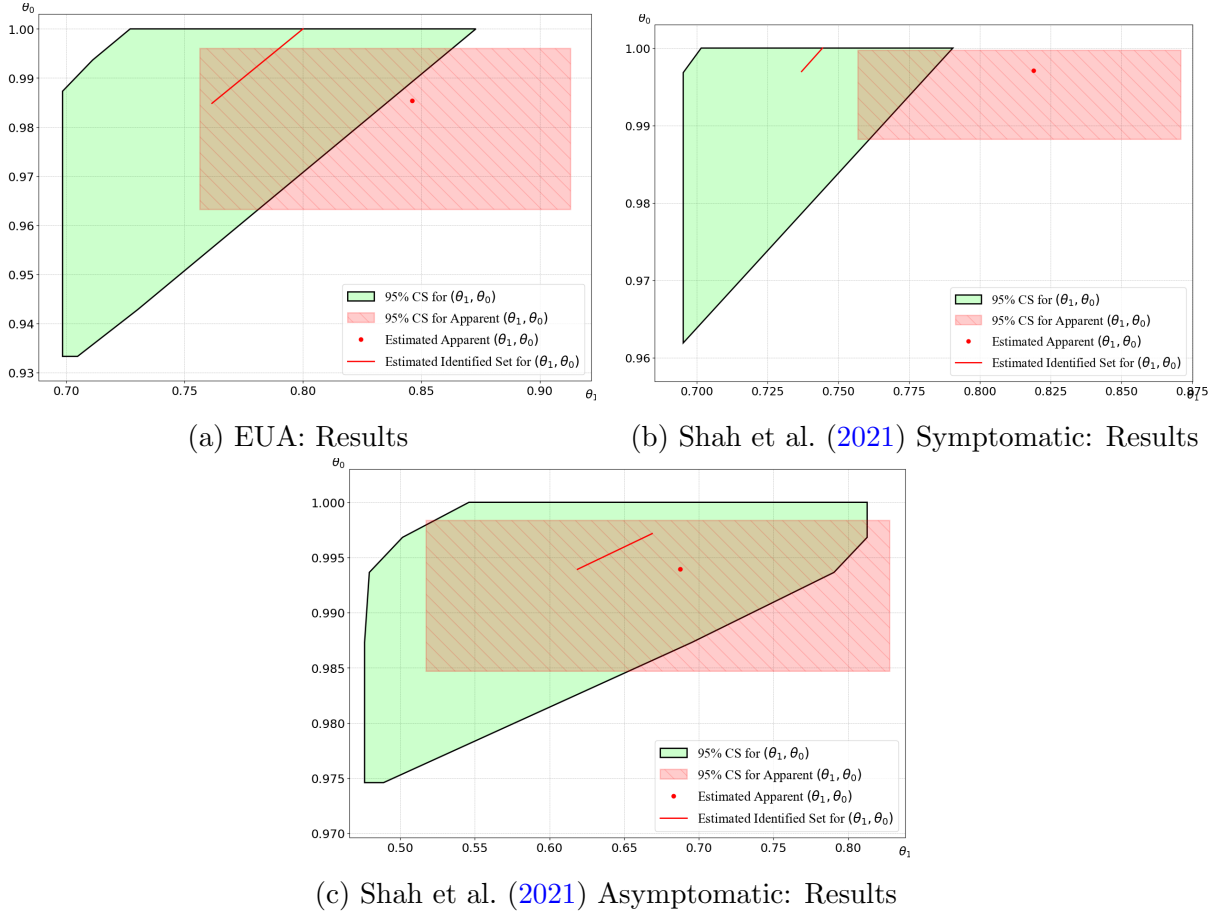 θ₀
1.00
0.99
0.98
0.97
0.96
0.95
0.94
0.93
0.70
0.75
0.80
0.85
0.90
θ₁
95% CS for (θ₁, θ₀)
95% CS for Apparent (θ₁, θ₀)
Estimated Apparent (θ₁, θ₀)
Estimated Identified Set for (θ₁, θ₀)
(a) EUA: Results
θ₀
1.00
0.99
0.98
0.97
0.96
0.700
0.725
0.750
0.775
0.800
0.825
0.850
0.875
θ₁
95% CS for (θ₁, θ₀)
95% CS for Apparent (θ₁, θ₀)
Estimated Apparent (θ₁, θ₀)
Estimated Identified Set for (θ₁, θ₀)
(b) Shah et al. (2021) Symptomatic: Results
θ₀
1.000
0.995
0.990
0.985
0.980
0.975
0.970
0.50
0.55
0.60
0.65
0.70
0.75
0.80
θ₁
95% CS for (θ₁, θ₀)
95% CS for Apparent (θ₁, θ₀)
Estimated Apparent (θ₁, θ₀)
Estimated Identified Set for (θ₁, θ₀)
(c) Shah et al. (2021) Asymptomatic: Results